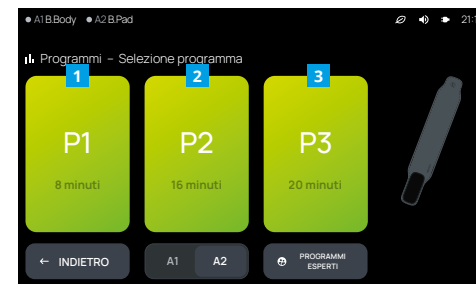 A1 B.Body A2 B.Pad
Programmi – Selezione programma
1 2 3
P1 P2 P3
8 minuti 16 minuti 20 minuti
← INDIETRO A1 A2 PROGRAMMI
ESPERTI